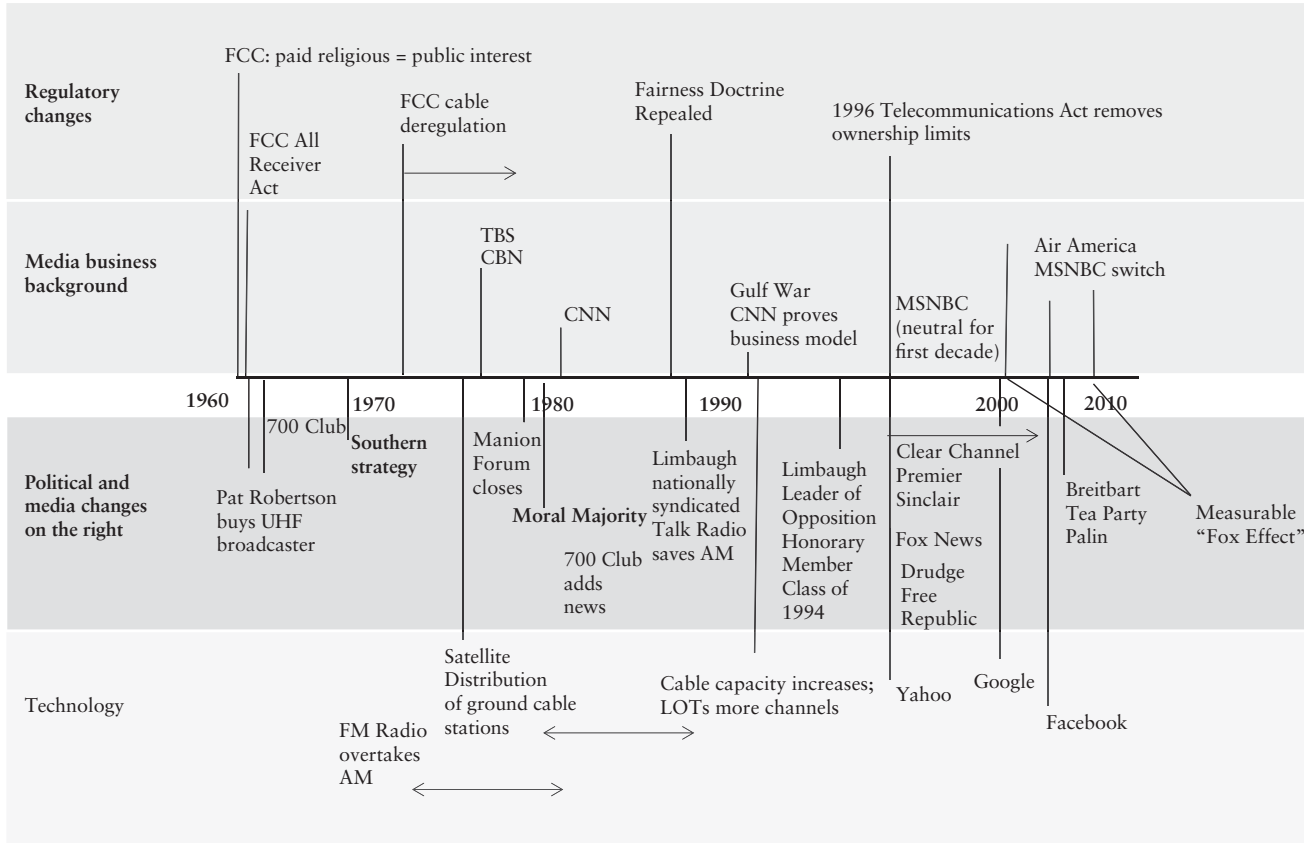 FCC: paid religious = public interest
Regulatory
changes
FCC All
Receiver
Act
FCC cable
deregulation
Fairness Doctrine
Repealed
1996 Telecommunications Act removes
ownership limits
Media business
background
TBS
CBN
CNN
Gulf War
CNN proves
business model
MSNBC
(neutral for
first decade)
Air America
MSNBC switch
1960
1970
1980
1990
2000
2010
Political and
media changes
on the right
Pat Robertson
buys UHF
broadcaster
700 Club
Southern
strategy
Manion
Forum
closes
Moral Majority
700 Club
adds
news
Limbaugh
nationally
syndicated
Talk Radio
saves AM
Limbaugh
Leader of
Opposition
Honorary
Member
Class of
1994
Clear Channel
Premier
Sinclair
Fox News
Drudge
Free
Republic
Breitbart
Tea Party
Palin
Measurable
“Fox Effect”
Technology
FM Radio
overtakes
AM
Satellite
Distribution
of ground cable
stations
Cable capacity increases;
LOTs more channels
Yahoo
Google
Facebook